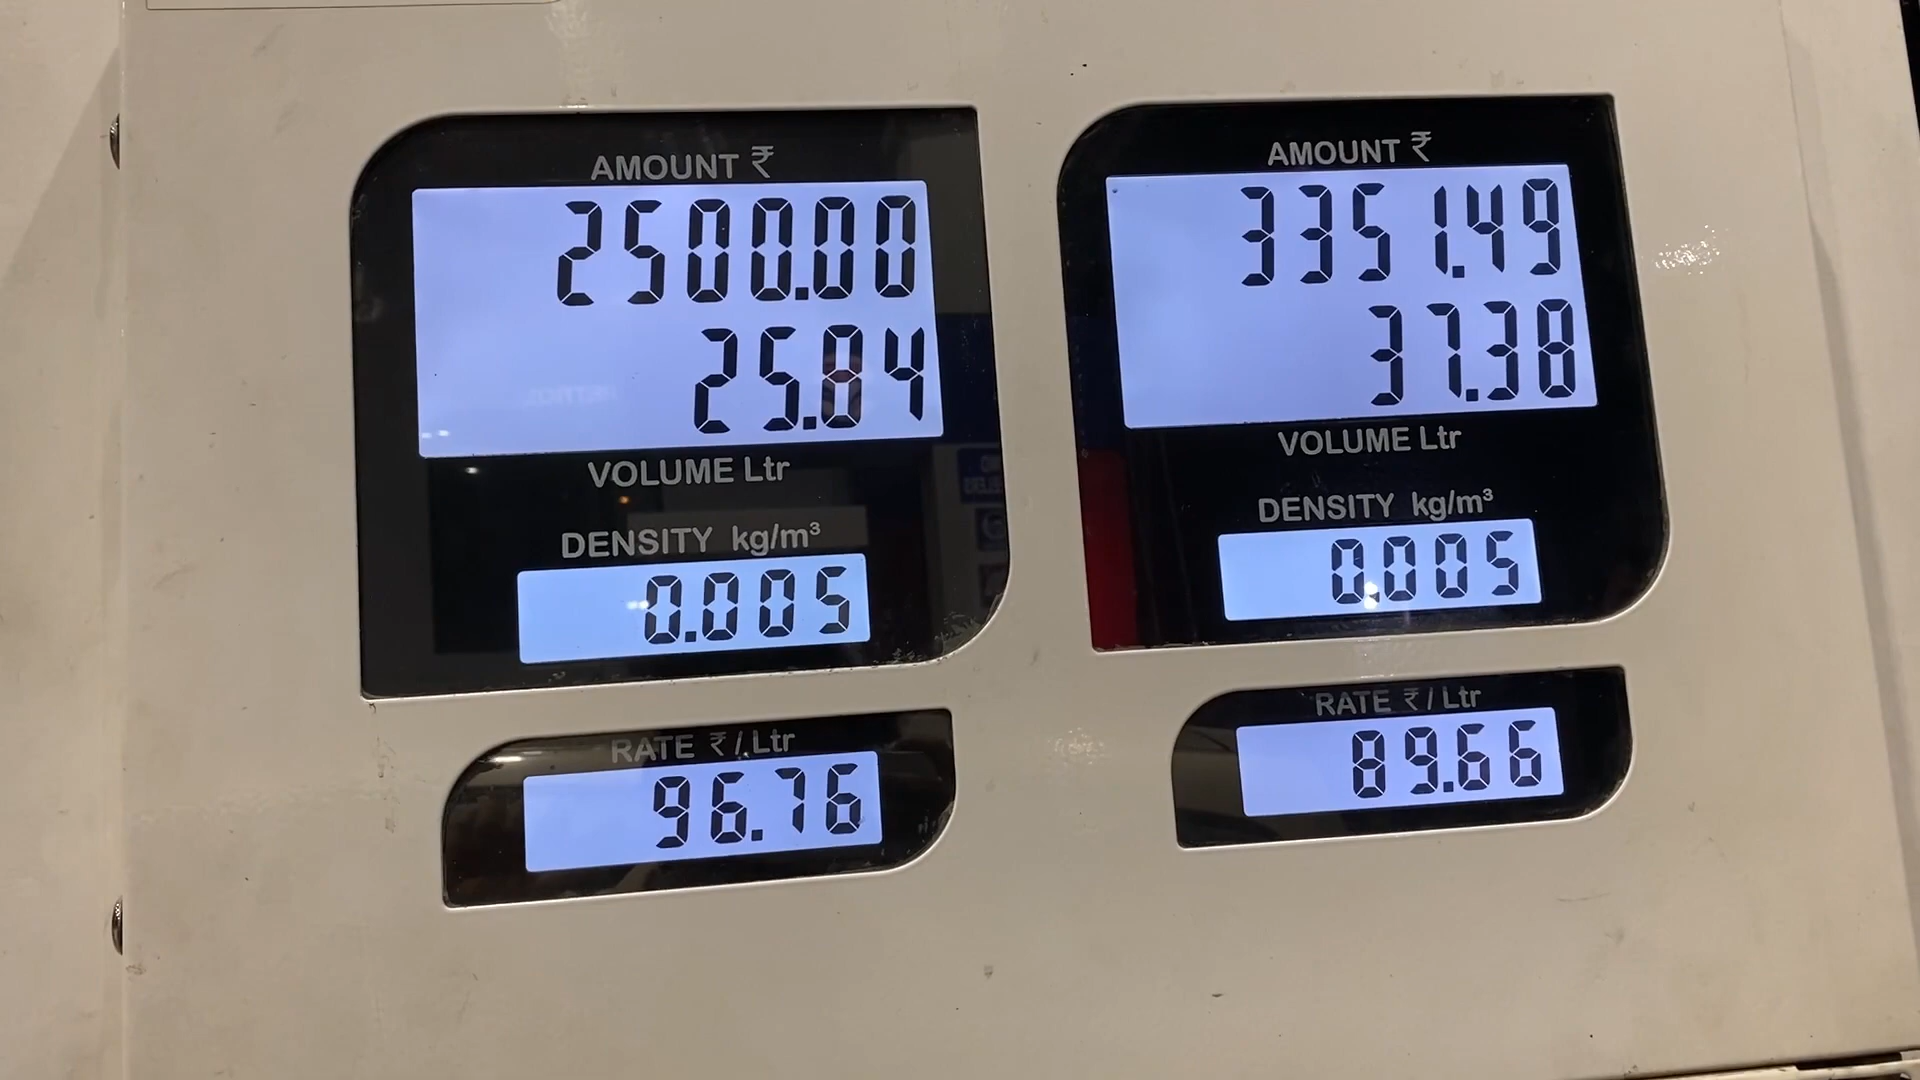 AMOUNT ₹
2500.00
25.84
VOLUME Ltr
DENSITY kg/m³
0.005
RATE ₹/Ltr
96.76
AMOUNT ₹
3351.49
37.38
VOLUME Ltr
DENSITY kg/m³
0.005
RATE ₹/Ltr
89.66